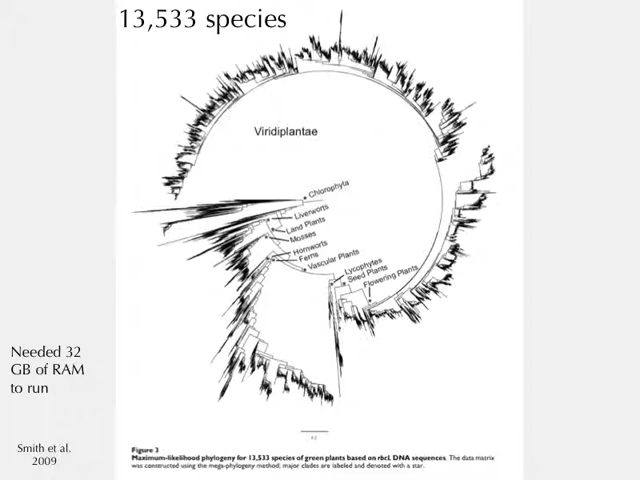 13,533 species
Viridiplantae
Chlorophyta
Liverworts
Land Plants
Mosses
Hornworts
Ferns
Vascular Plants
Lycophytes
Seed Plants
Flowering Plants
Needed 32
GB of RAM
to run
Smith et al.
2009
Figure 3
Maximum-likelihood phylogeny for 13,533 species of green plants based on rbcL DNA sequences. The data matrix
was constructed using the mega-phylogeny method; major clades are labeled and denoted with a star.